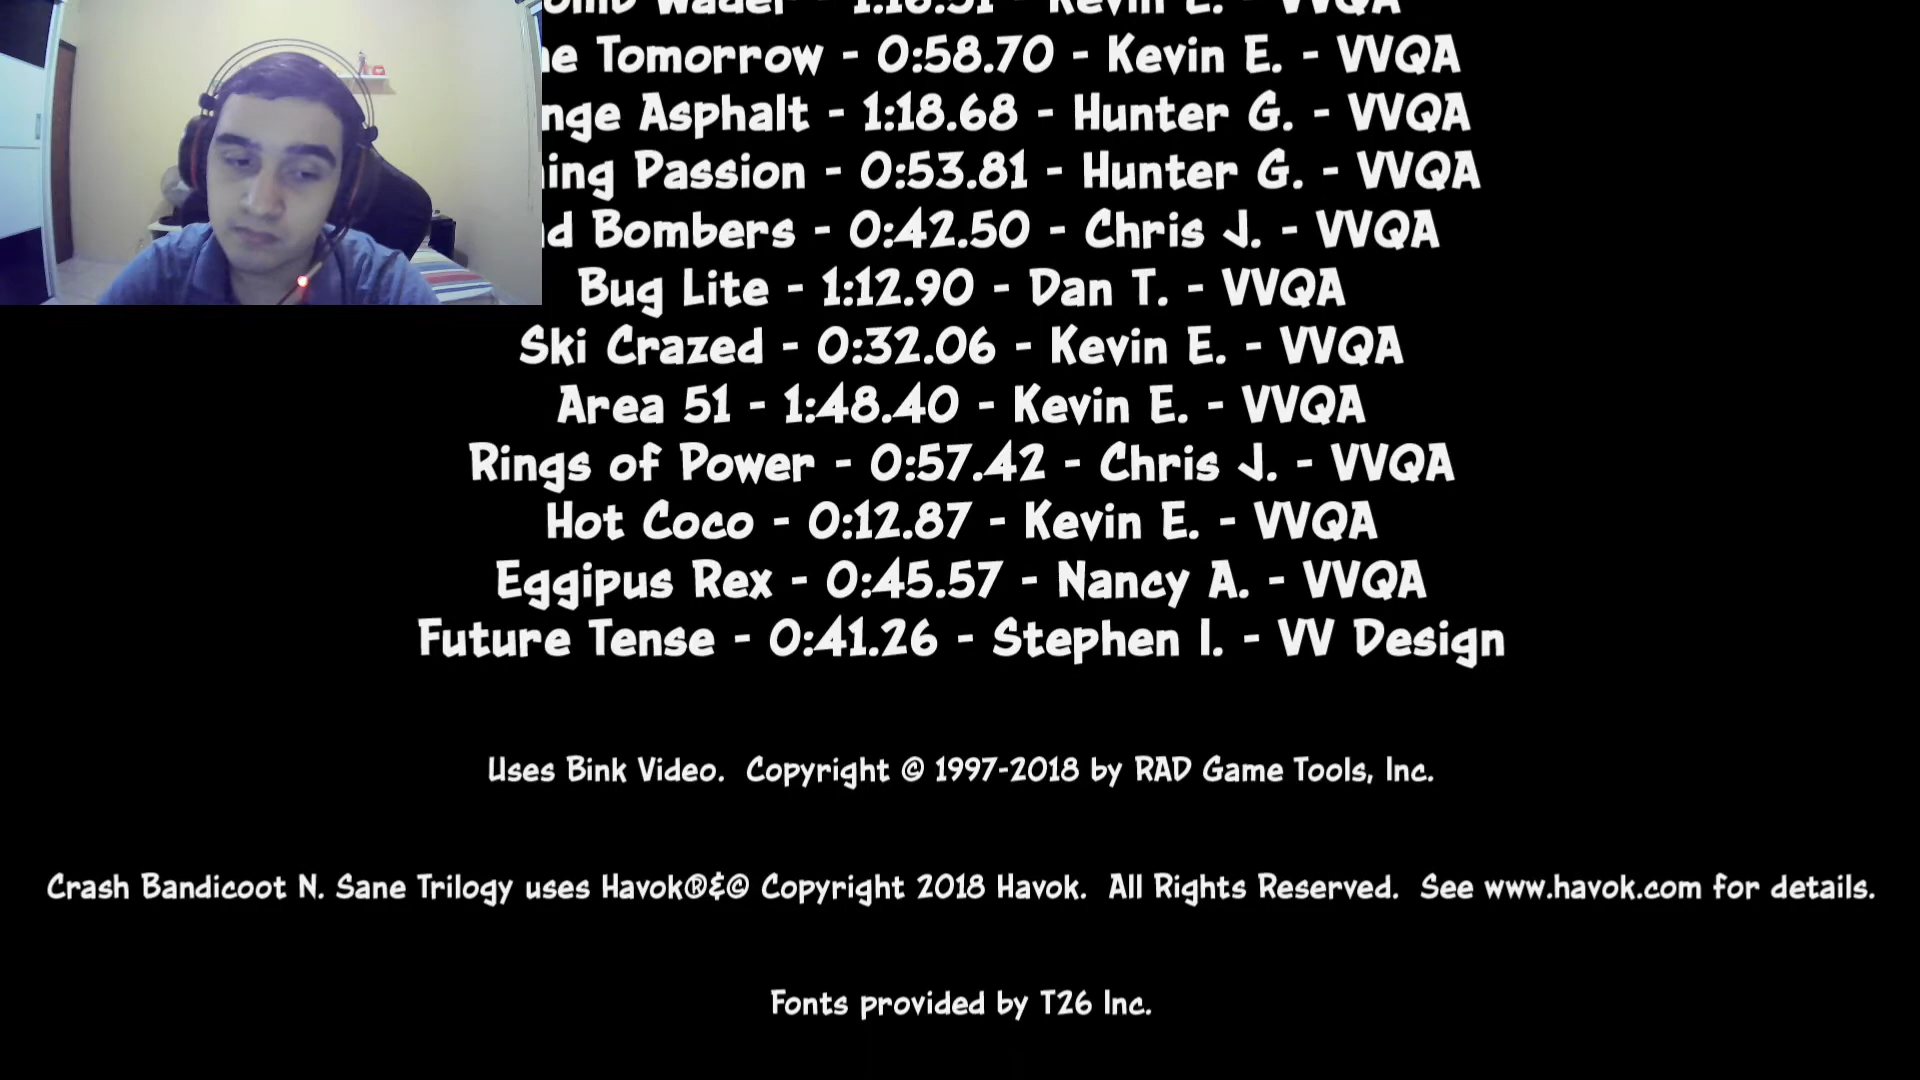 Tomorrow - 0:58.70 - Kevin E. - VVQA
Asphalt - 1:18.68 - Hunter G. - VVQA
Passion - 0:53.81 - Hunter G. - VVQA
Bombers - 0:42.50 - Chris J. - VVQA
Bug Lite - 1:12.90 - Dan T. - VVQA
Ski Crazed - 0:32.06 - Kevin E. - VVQA
Area 51 - 1:48.40 - Kevin E. - VVQA
Rings of Power - 0:57.42 - Chris J. - VVQA
Hot Coco - 0:12.87 - Kevin E. - VVQA
Eggipus Rex - 0:45.57 - Nancy A. - VVQA
Future Tense - 0:41.26 - Stephen I. - VV Design
Uses Bink Video. Copyright © 1997-2018 by RAD Game Tools, Inc.
Crash Bandicoot N. Sane Trilogy uses Havok®&© Copyright 2018 Havok. All Rights Reserved. See www.havok.com for details.
Fonts provided by T26 Inc.